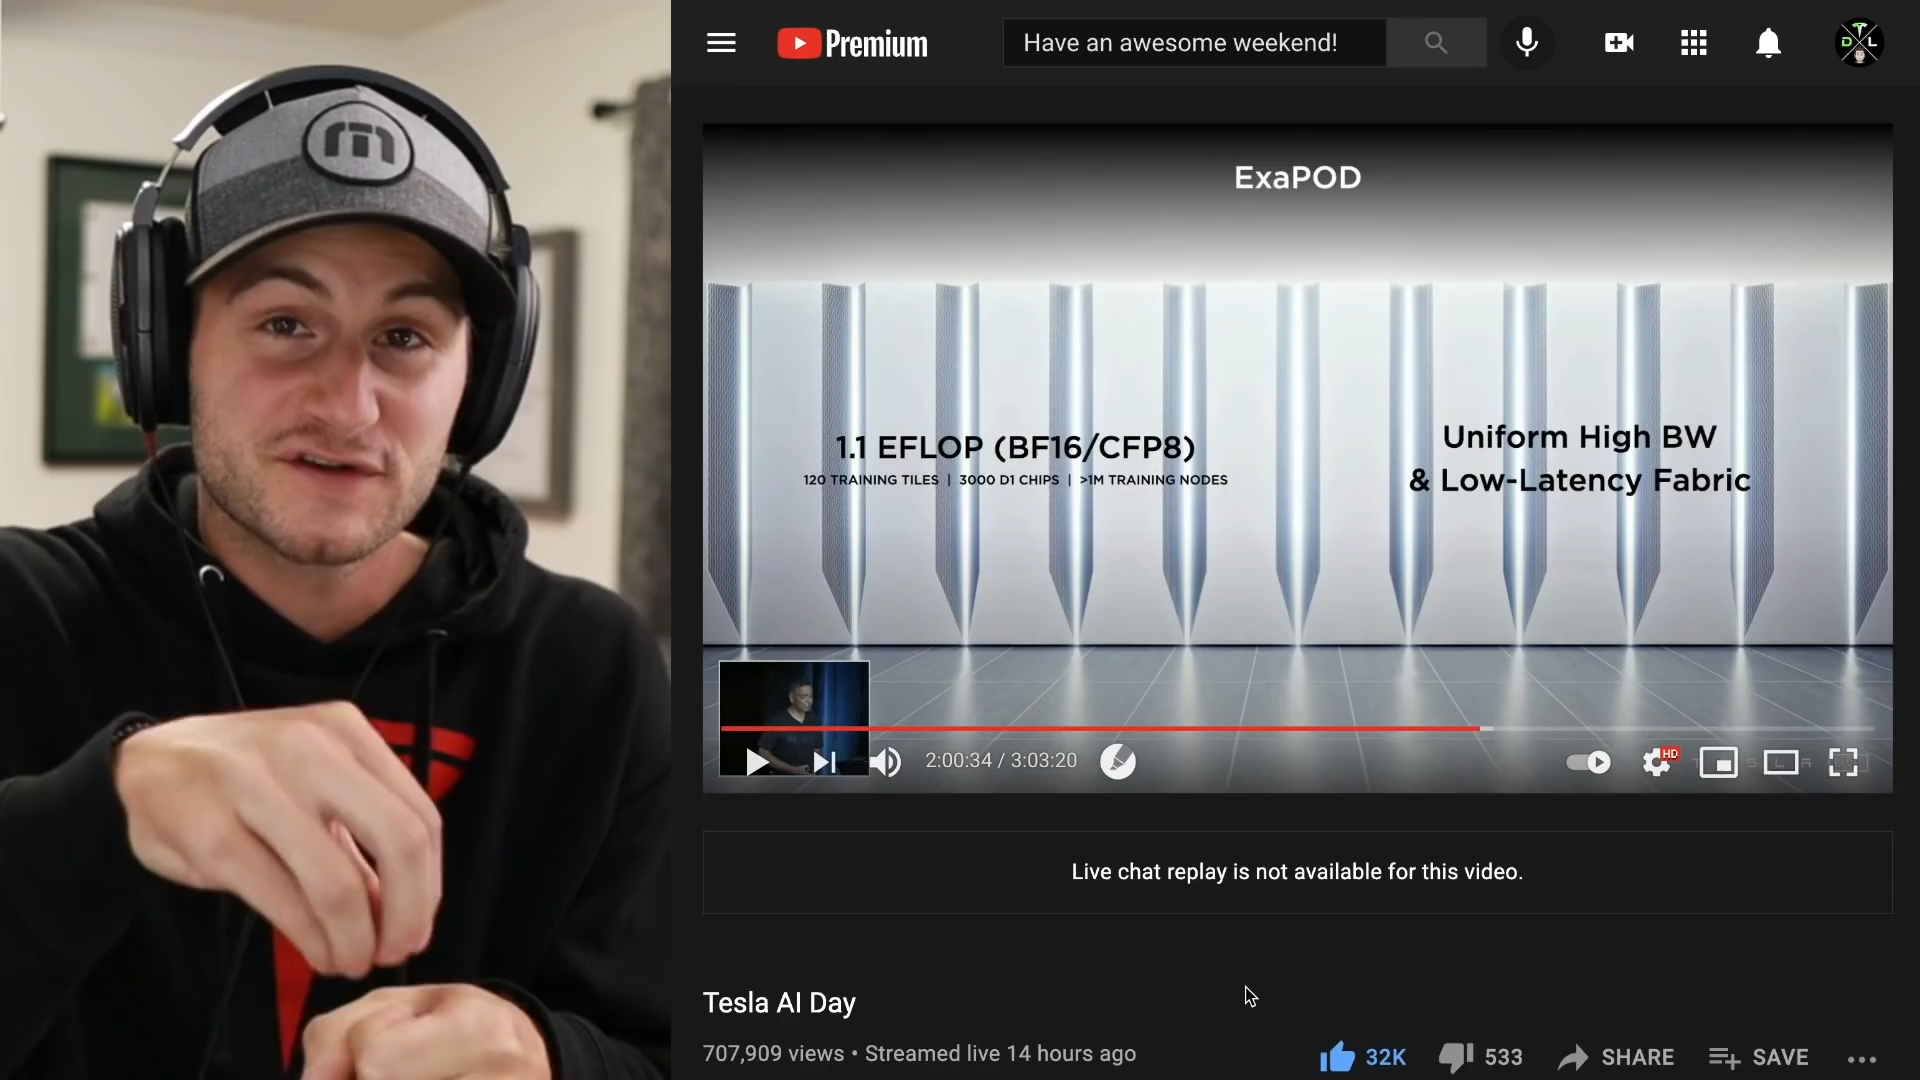 Premium
Have an awesome weekend!
D L
ExaPOD
1.1 EFLOP (BF16/CFP8)
120 TRAINING TILES | 3000 D1 CHIPS | >1M TRAINING NODES
Uniform High BW
& Low-Latency Fabric
2:00:34 / 3:03:20
HD
Live chat replay is not available for this video.
Tesla AI Day
707,909 views • Streamed live 14 hours ago
32K
533
SHARE
SAVE